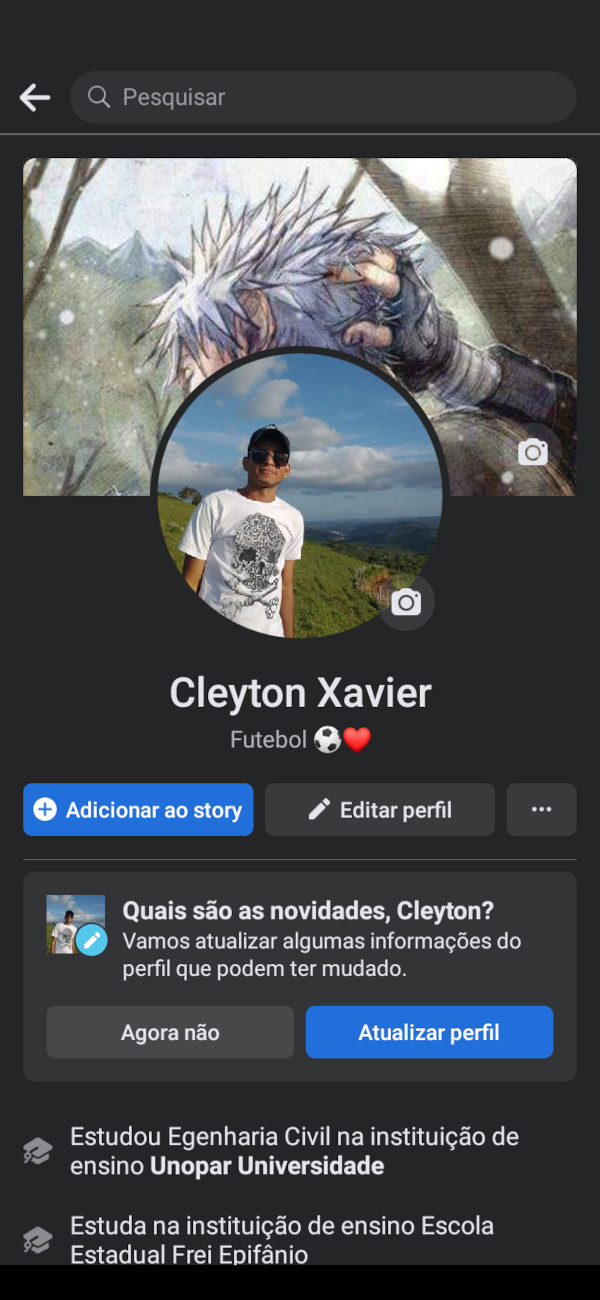 Pesquisar
Cleyton Xavier
Futebol ⚽❤️
Adicionar ao story
Editar perfil
Quais são as novidades, Cleyton?
Vamos atualizar algumas informações do
perfil que podem ter mudado.
Agora não
Atualizar perfil
Estudou Egenharia Civil na instituição de
ensino Unopar Universidade
Estuda na instituição de ensino Escola
Estadual Frei Epifânio